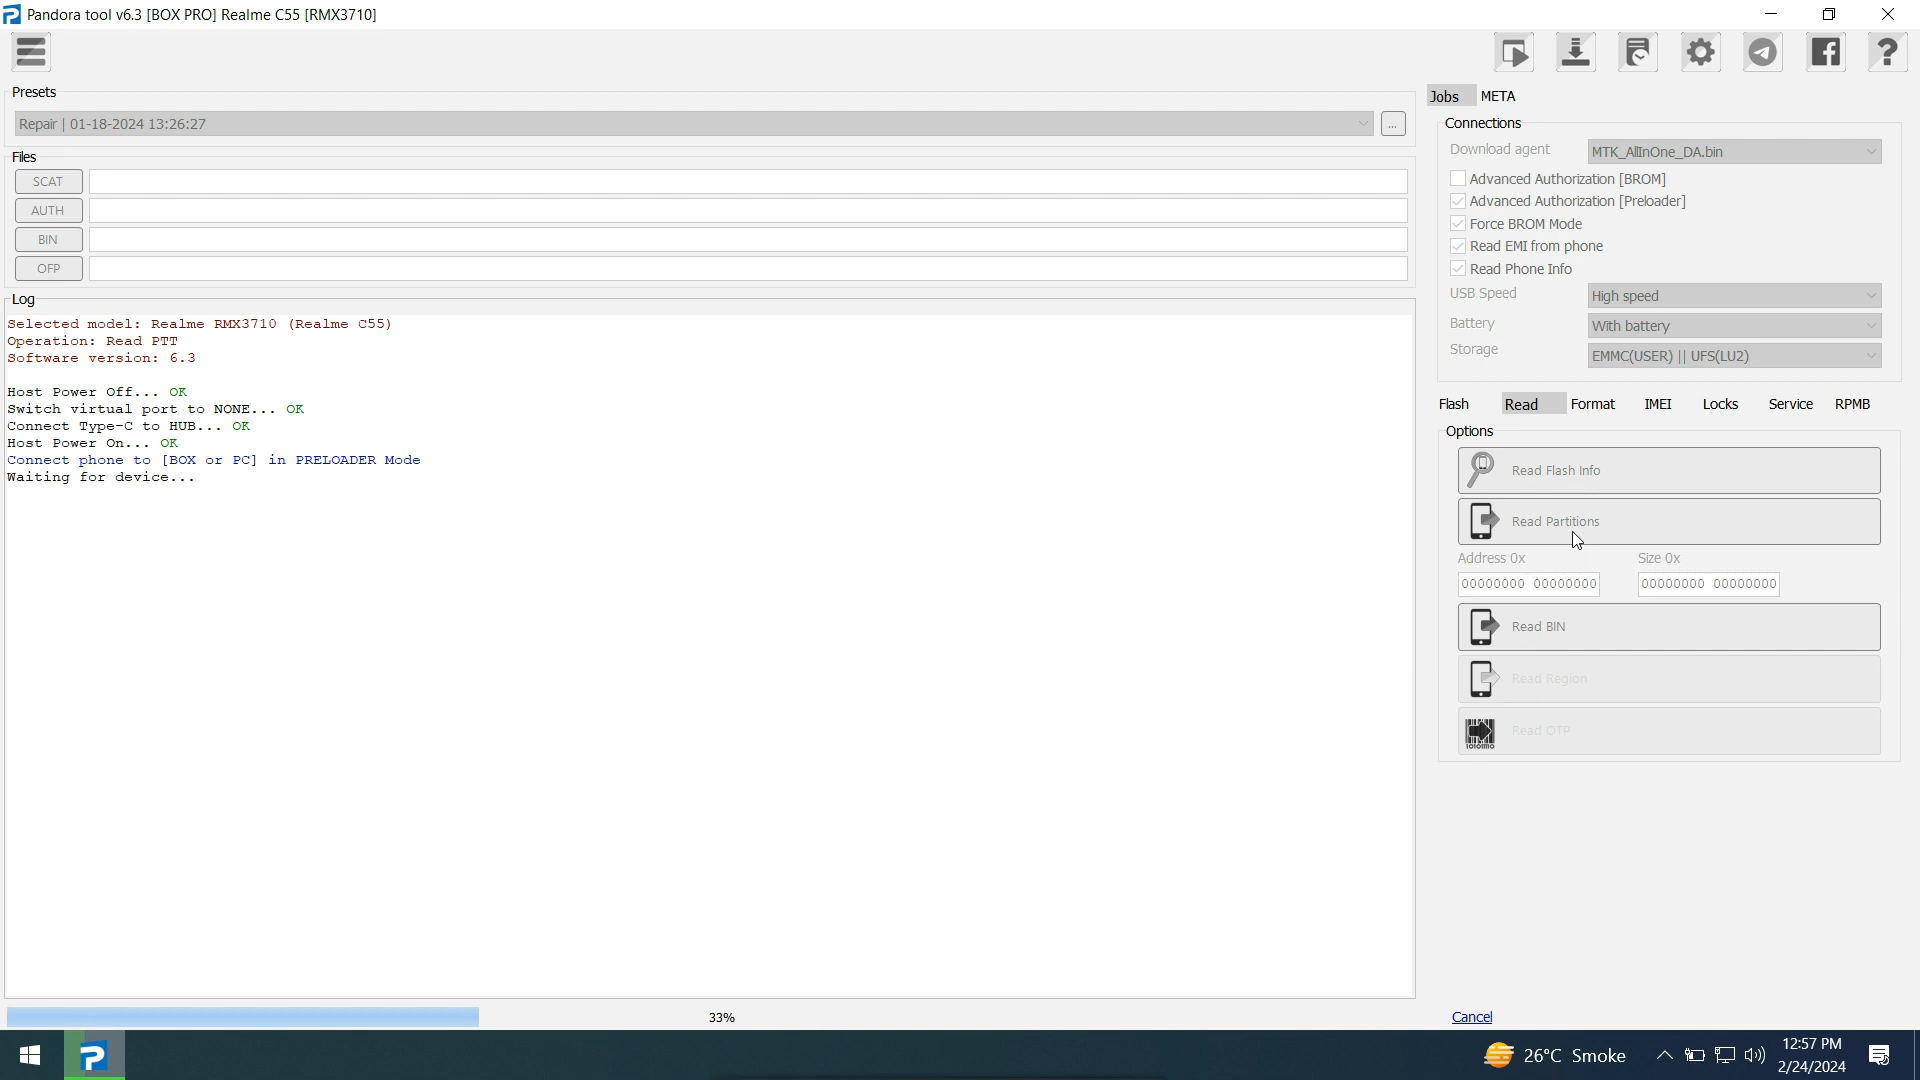 Pandora tool v6.3 [BOX PRO] Realme C55 [RMX3710]
Presets
Repair | 01-18-2024 13:26:27
...
Files
SCAT
AUTH
BIN
OFP
Log
Selected model: Realme RMX3710 (Realme C55)
Operation: Read PTT
Software version: 6.3
Host Power Off... OK
Switch virtual port to NONE... OK
Connect Type-C to HUB... OK
Host Power On... OK
Connect phone to [BOX or PC] in PRELOADER Mode
Waiting for device...
33%
Jobs META
Connections
Download agent MTK_AllInOne_DA.bin
Advanced Authorization [BROM]
Advanced Authorization [Preloader]
Force BROM Mode
Read EMI from phone
Read Phone Info
USB Speed High speed
Battery With battery
Storage EMMC(USER) || UFS(LU2)
Flash Read Format IMEI Locks Service RPMB
Options
Read Flash Info
Read Partitions
Address 0x Size 0x
00000000 00000000 00000000 00000000
Read BIN
Read Region
Read OTP
Cancel
26°C Smoke
12:57 PM
2/24/2024